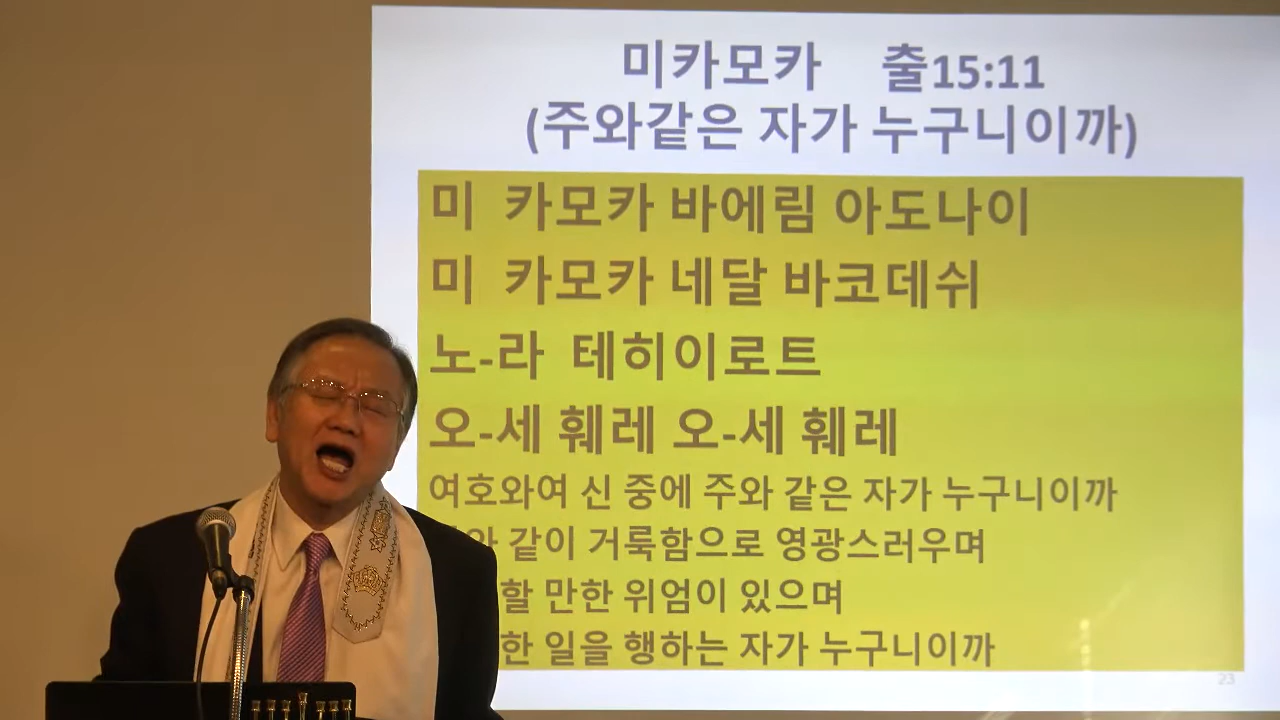 미카모카 출15:11
(주와같은 자가 누구니이까)
미 카모카 바에림 아도나이
미 카모카 네달 바코데쉬
노-라 테히이로트
오-세 훼레 오-세 훼레
여호와여 신 중에 주와 같은 자가 누구니이까
같이 거룩함으로 영광스러우며
할 만한 위엄이 있으며
한 일을 행하는 자가 누구니이까
23